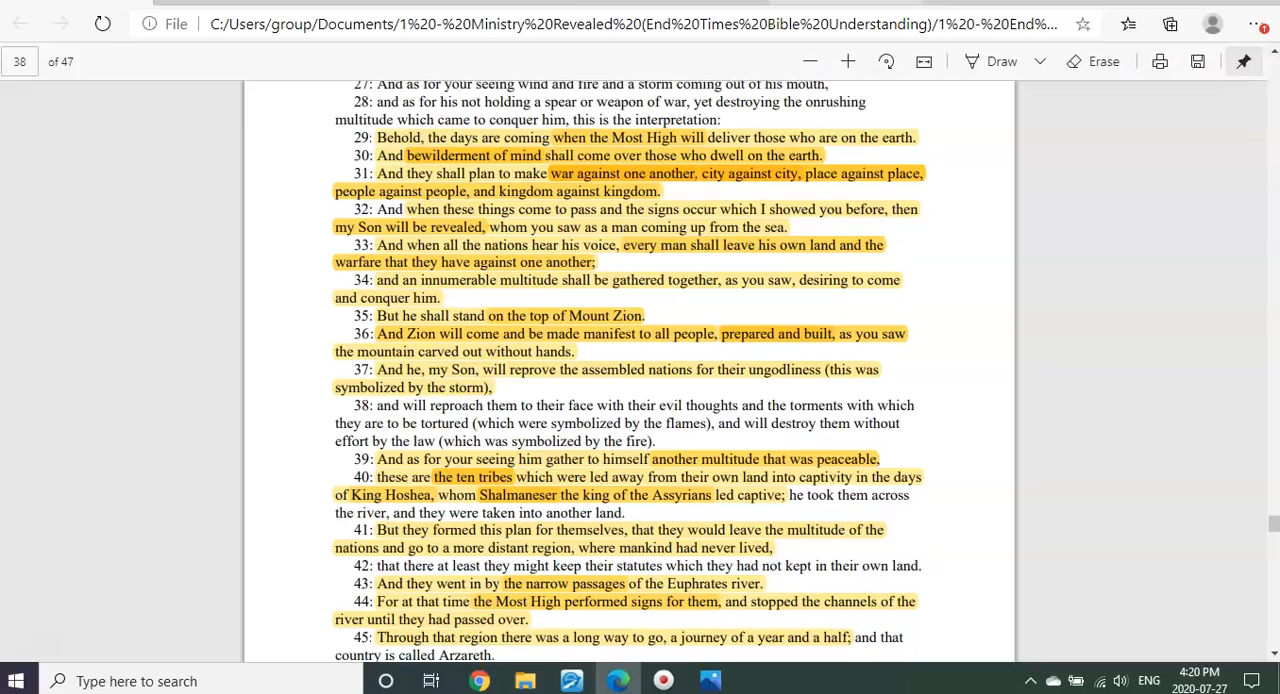 File
C:/Users/group/Documents/1%20-%20Ministry%20Revealed%20(End%20Times%20Bible%20Understanding)/1%20-%20End%...
38 of 47
Draw
Erase
27: And as for your seeing wind and fire and a storm coming out of his mouth,
28: and as for his not holding a spear or weapon of war, yet destroying the onrushing
multitude which came to conquer him, this is the interpretation:
29: Behold, the days are coming when the Most High will deliver those who are on the earth.
30: And bewilderment of mind shall come over those who dwell on the earth.
31: And they shall plan to make war against one another, city against city, place against place,
people against people, and kingdom against kingdom.
32: And when these things come to pass and the signs occur which I showed you before, then
my Son will be revealed, whom you saw as a man coming up from the sea.
33: And when all the nations hear his voice, every man shall leave his own land and the
warfare that they have against one another;
34: and an innumerable multitude shall be gathered together, as you saw, desiring to come
and conquer him.
35: But he shall stand on the top of Mount Zion.
36: And Zion will come and be made manifest to all people, prepared and built, as you saw
the mountain carved out without hands.
37: And he, my Son, will reprove the assembled nations for their ungodliness (this was
symbolized by the storm),
38: and will reproach them to their face with their evil thoughts and the torments with which
they are to be tortured (which were symbolized by the flames), and will destroy them without
effort by the law (which was symbolized by the fire).
39: And as for your seeing him gather to himself another multitude that was peaceable,
40: these are the ten tribes which were led away from their own land into captivity in the days
of King Hoshea, whom Shalmaneser the king of the Assyrians led captive; he took them across
the river, and they were taken into another land.
41: But they formed this plan for themselves, that they would leave the multitude of the
nations and go to a more distant region, where mankind had never lived,
42: that there at least they might keep their statutes which they had not kept in their own land.
43: And they went in by the narrow passages of the Euphrates river.
44: For at that time the Most High performed signs for them, and stopped the channels of the
river until they had passed over.
45: Through that region there was a long way to go, a journey of a year and a half; and that
country is called Arzareth.
Type here to search
ENG
4:20 PM
2020-07-27